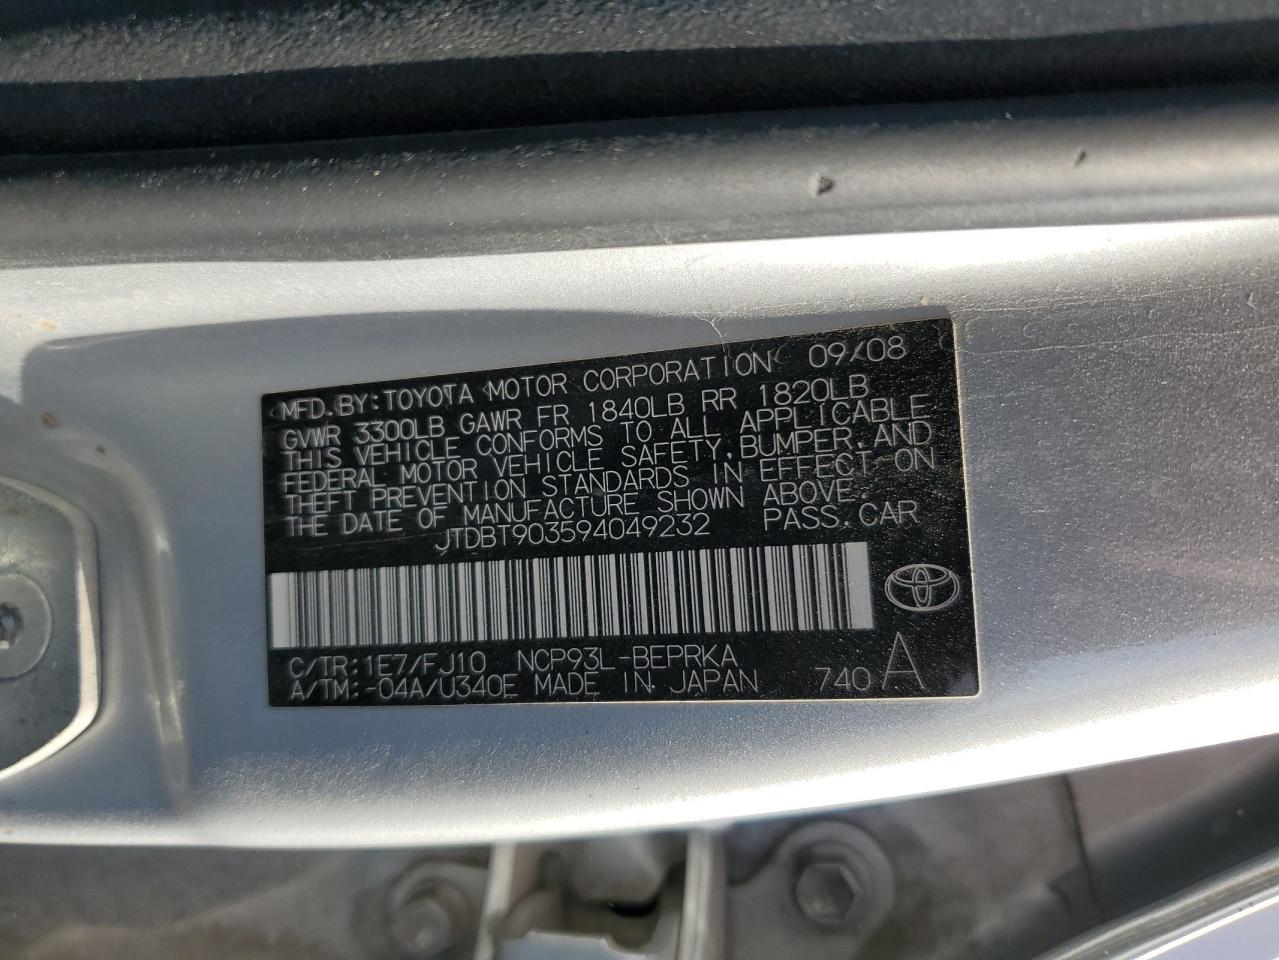 MFD.BY:TOYOTA MOTOR CORPORATION 09/08
GVWR 3300LB GAWR FR 1840LB RR 1820LB
THIS VEHICLE CONFORMS TO ALL APPLICABLE
FEDERAL MOTOR VEHICLE SAFETY,BUMPER,AND
THEFT PREVENTION STANDARDS IN EFFECT ON
THE DATE OF MANUFACTURE SHOWN ABOVE.
JTDBT903594049232 PASS.CAR
C/TR:1E7/FJ10 NCP93L-BEPRKA
A/TM:-04A/U340E MADE IN JAPAN 740 A